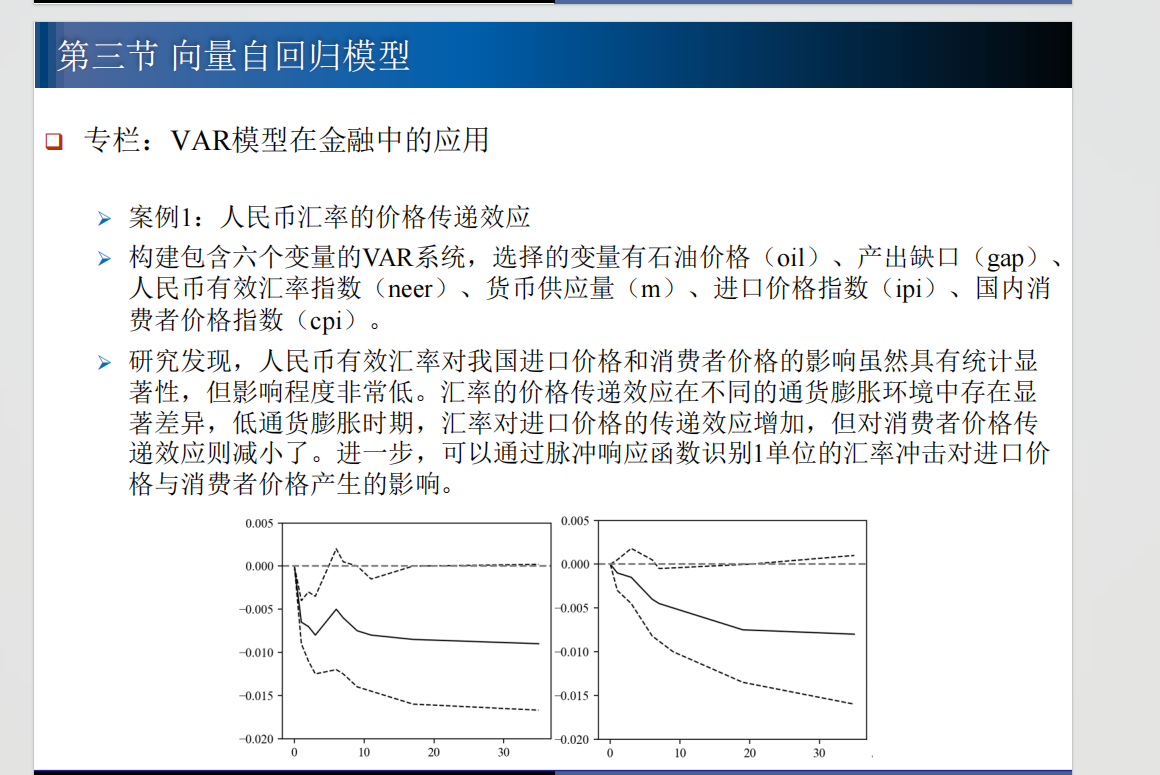 第三节 向量自回归模型
专栏：VAR模型在金融中的应用
案例1：人民币汇率的价格传递效应
构建包含六个变量的VAR系统，选择的变量有石油价格（oil）、产出缺口（gap）、
人民币有效汇率指数（neer）、货币供应量（m）、进口价格指数（ipi）、国内消
费者价格指数（cpi）。
研究发现，人民币有效汇率对我国进口价格和消费者价格的影响虽然具有统计显
著性，但影响程度非常低。汇率的价格传递效应在不同的通货膨胀环境中存在显
著差异，低通货膨胀时期，汇率对进口价格的传递效应增加，但对消费者价格传
递效应则减小了。进一步，可以通过脉冲响应函数识别1单位的汇率冲击对进口价
格与消费者价格产生的影响。
0.005
0.000
−0.005
−0.010
−0.015
−0.020
0 10 20 30
0.005
0.000
−0.005
−0.010
−0.015
−0.020
0 10 20 30